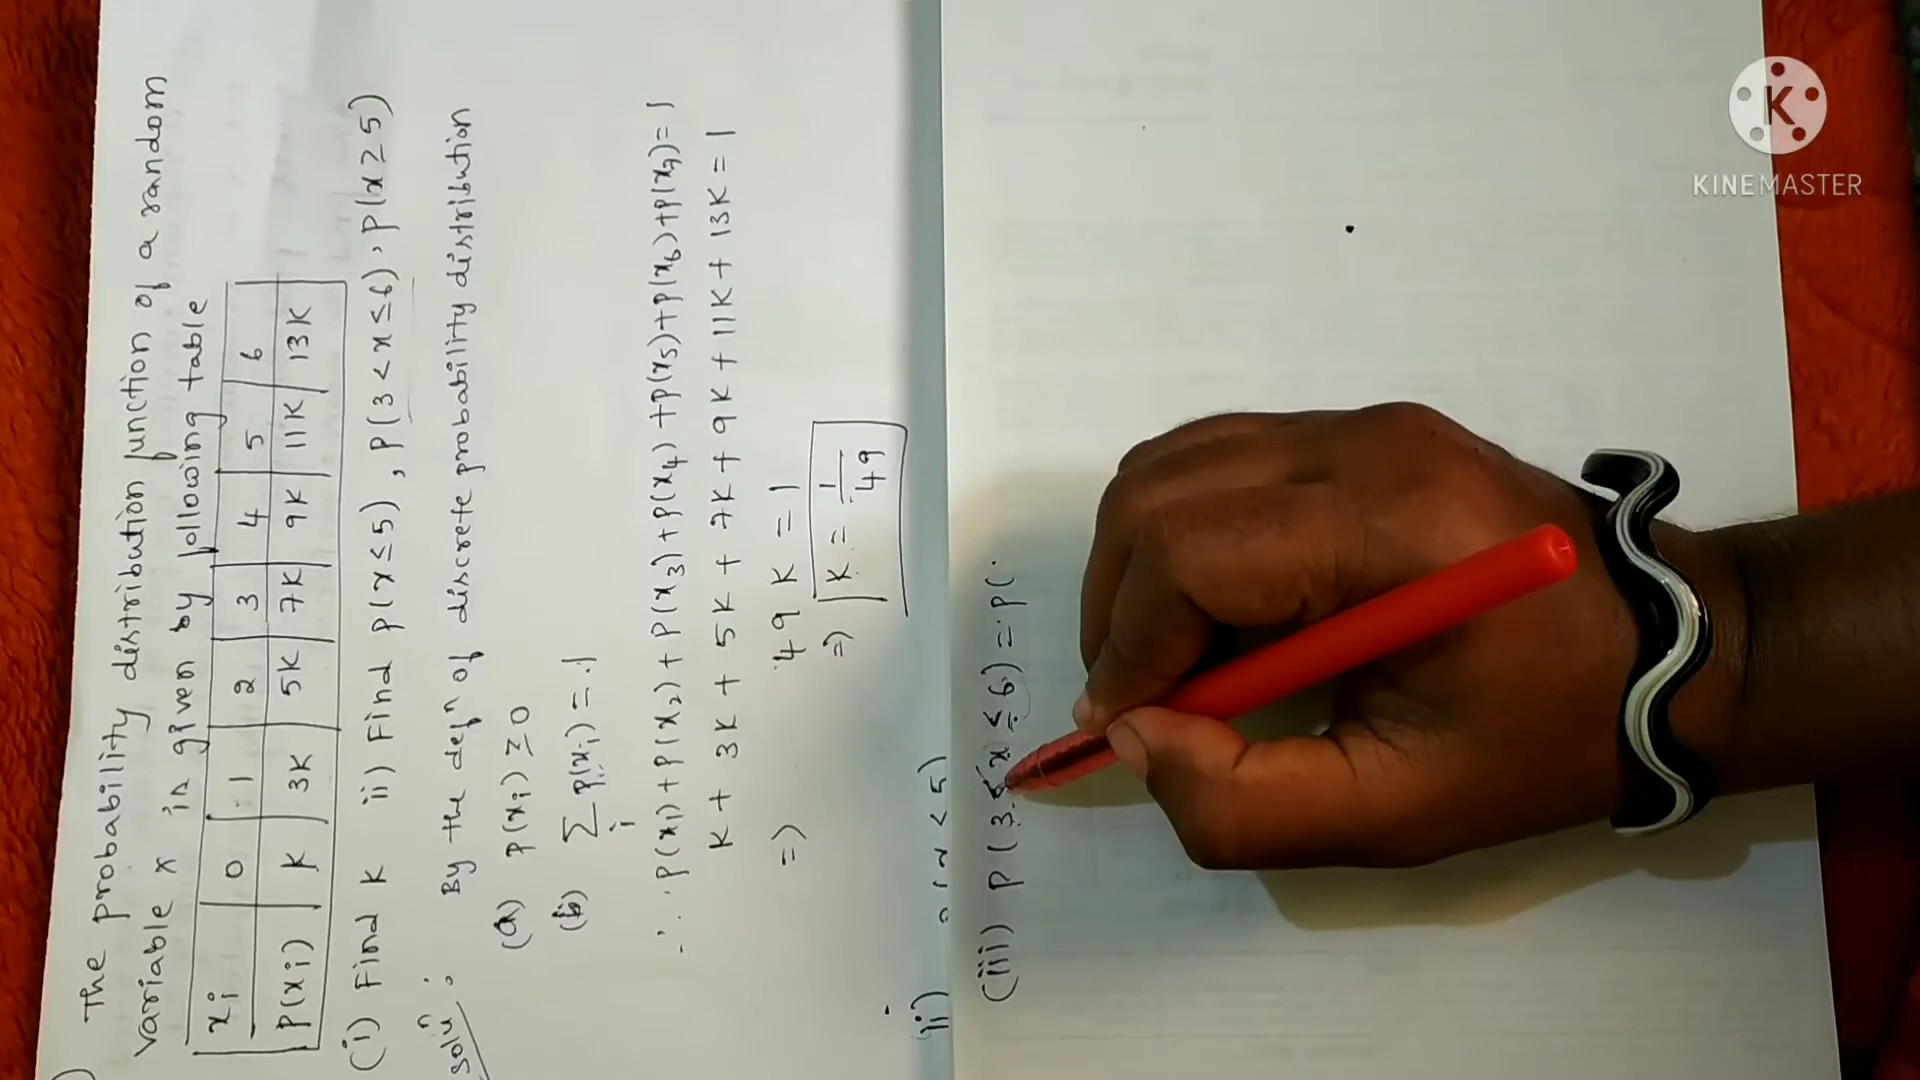 The probability distribution function of a random
variable x is given by following table
xi 0 1 2 3 4 5 6
P(xi) K 3K 5K 7K 9K 11K 13K
(i) Find K ii) Find P(x≤5), P(3<x≤6), P(x≥5)
Solⁿ: By the defⁿ of discrete probability distribution
(a) P(xi) ≥ 0
(b) ∑i P(xi) = 1
∴ P(x1)+P(x2)+P(x3)+P(x4)+P(x5)+P(x6)+P(x7)=1
K + 3K + 5K + 7K + 9K + 11K + 13K = 1
=> 49K = 1
=> K = 1/49
(ii)
(iii) P(3<x≤6) = P(
K
KINEMASTER